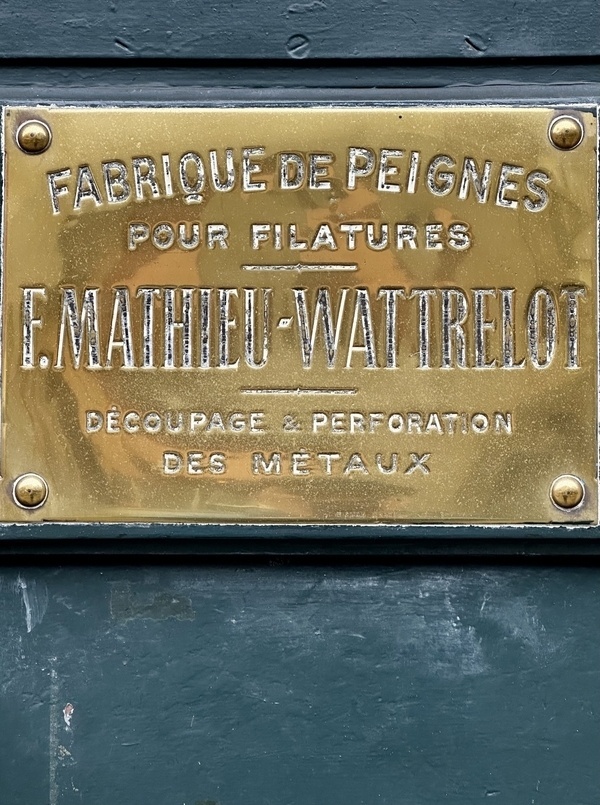 FABRIQUE DE PEIGNES
POUR FILATURES
F. MATHIEU-WATTRELOT
DÉCOUPAGE & PERFORATION
DES MÉTAUX